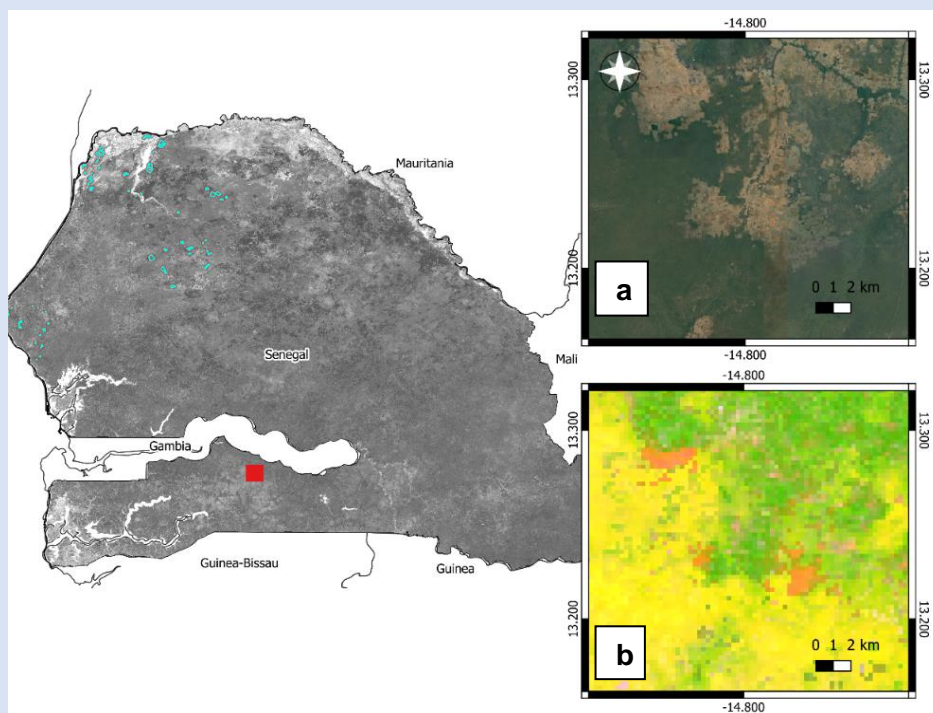 Mauritania
Senegal
Mali
Gambia
Guinea-Bissau
Guinea
-14.800
13.300
13.300
13.200
13.200
a
0 1 2 km
-14.800
-14.800
13.300
13.300
13.200
13.200
b
0 1 2 km
-14.800